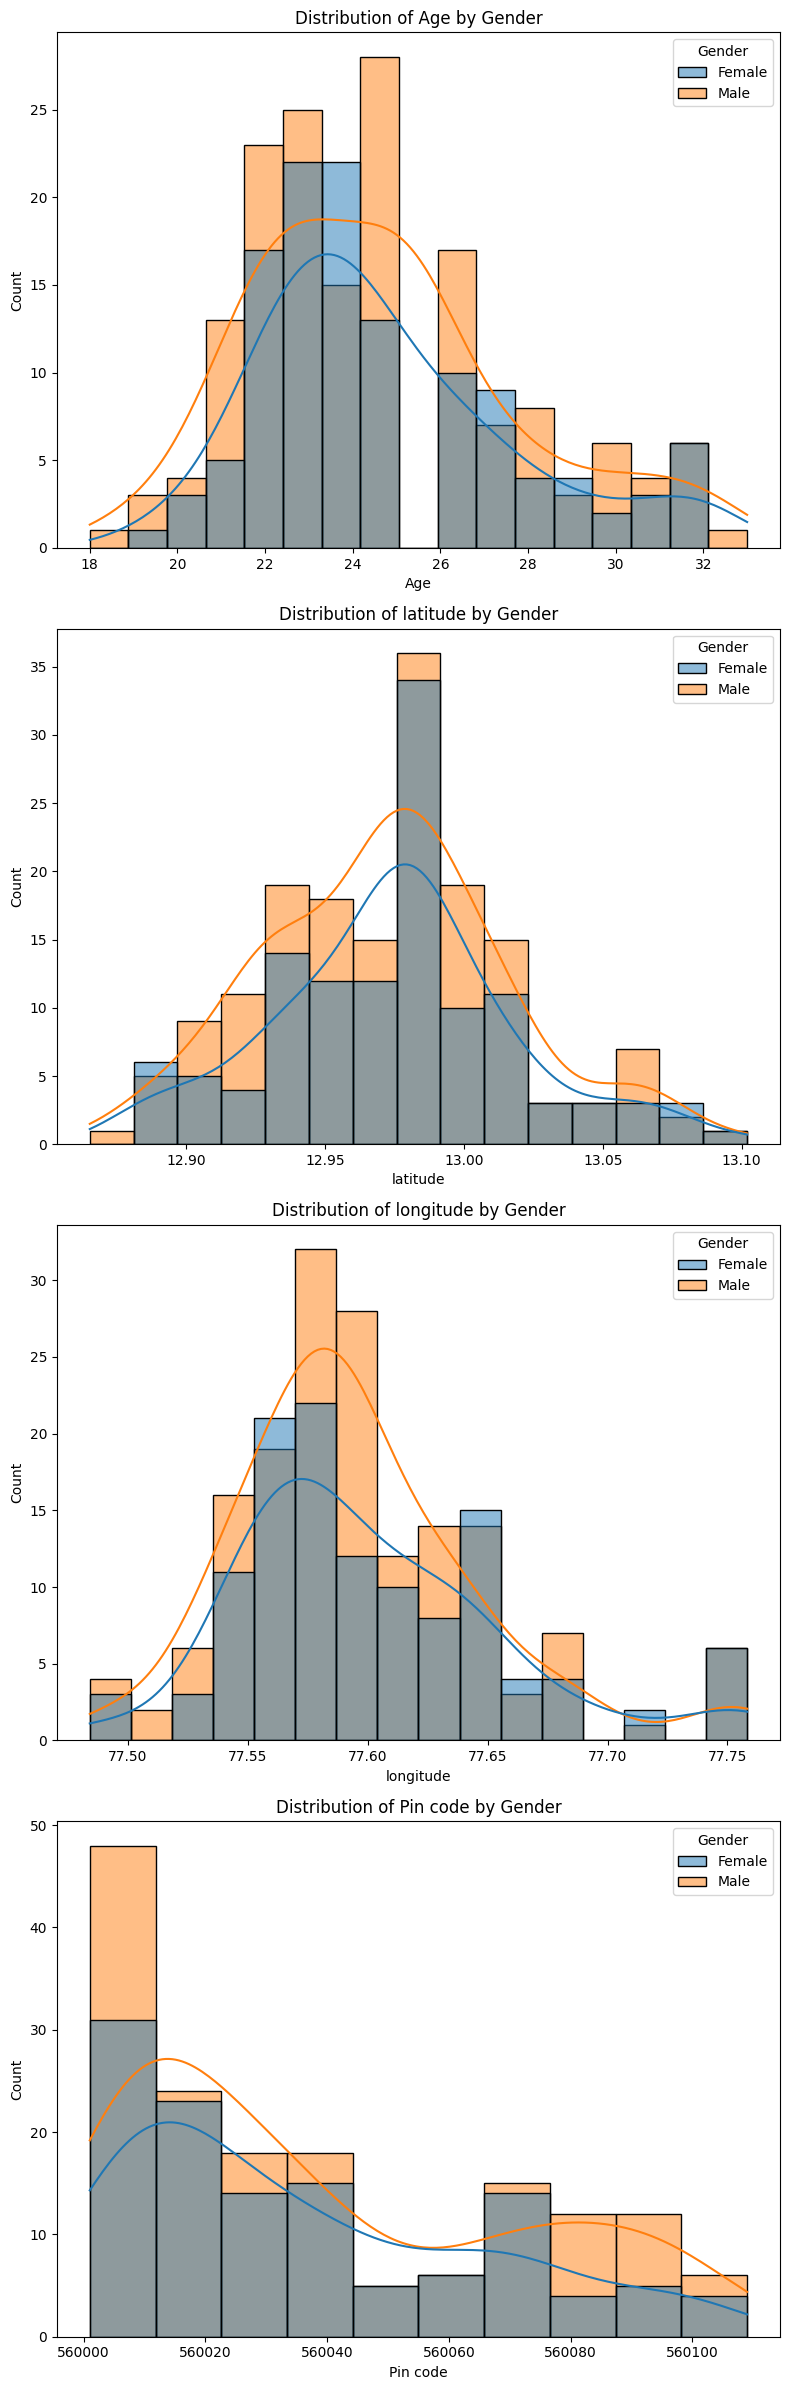 Distribution of Age by Gender
Gender
Female
Male
25
20
15
10
5
0
Count
18 20 22 24 26 28 30 32
Age
Distribution of latitude by Gender
Gender
Female
Male
35
30
25
20
15
10
5
0
Count
12.90 12.95 13.00 13.05 13.10
latitude
Distribution of longitude by Gender
Gender
Female
Male
30
25
20
15
10
5
0
Count
77.50 77.55 77.60 77.65 77.70 77.75
longitude
Distribution of Pin code by Gender
Gender
Female
Male
50
40
30
20
10
0
Count
560000 560020 560040 560060 560080 560100
Pin code